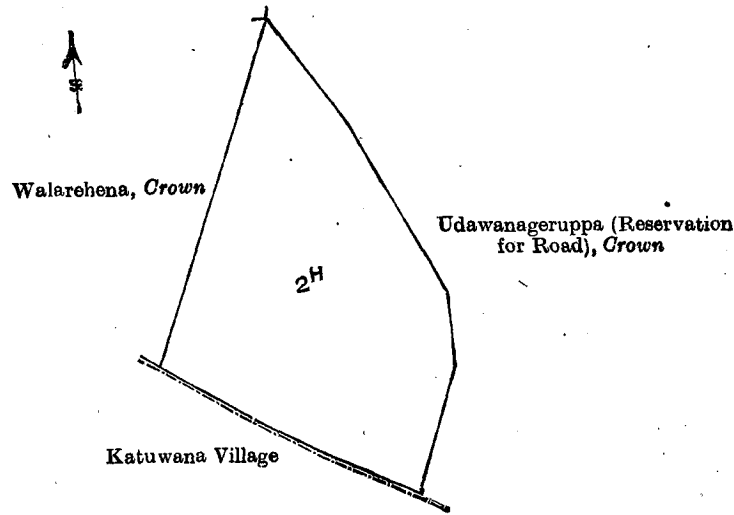 Walarehena, Crown
Udawanageruppa (Reservation
for Road), Crown
2H
Katuwana Village